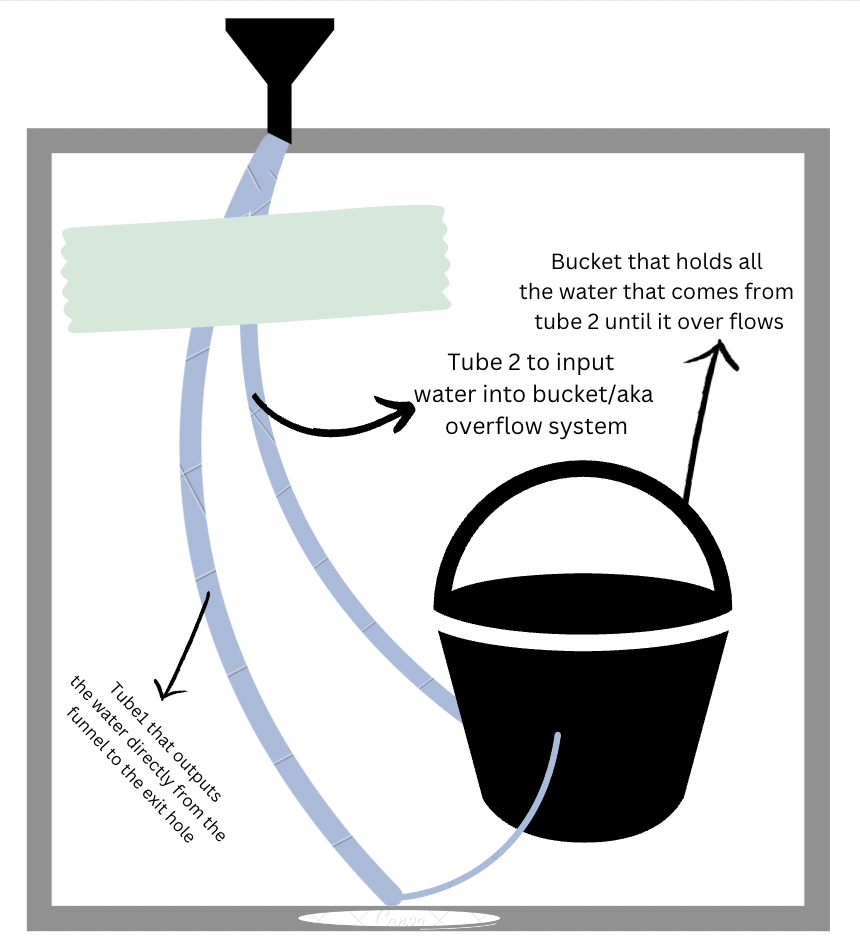 Bucket that holds all
the water that comes from
tube 2 until it over flows
Tube 2 to input
water into bucket/aka
overflow system
Tube1 that outputs
the water directly from the
funnel to the exit hole
Canva